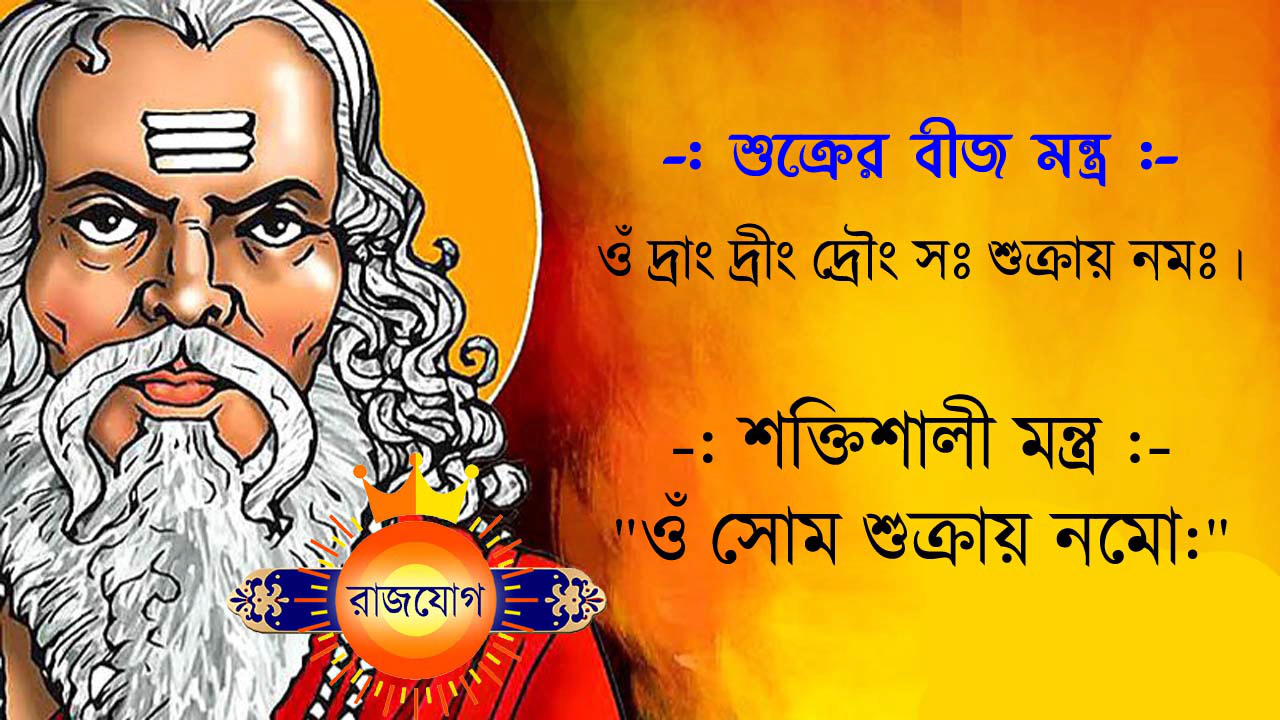 -: শুক্রের বীজ মন্ত্র :-
ওঁ দ্রাং দ্রীং দ্রৌং সঃ শুক্রায় নমঃ।
-: শক্তিশালী মন্ত্র :-
"ওঁ সোম শুক্রায় নমো:"
রাজযোগ